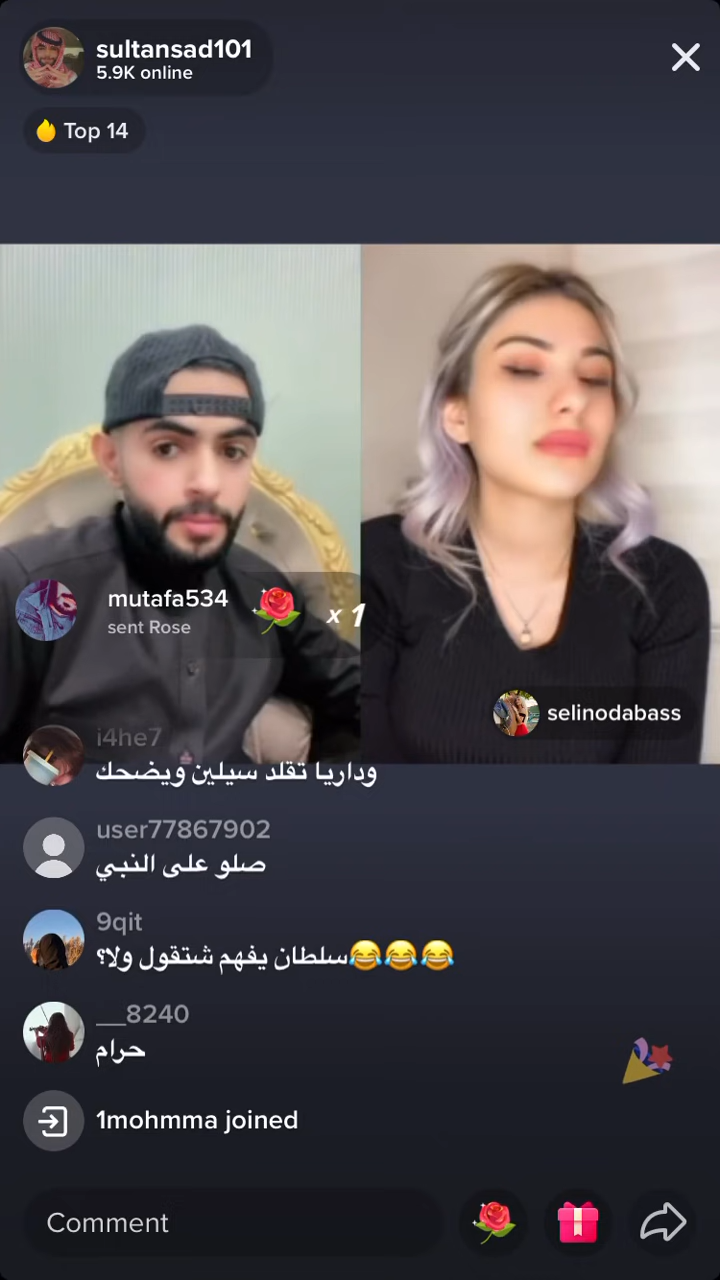 sultansad101
5.9K online
Top 14
mutafa534
sent Rose
x 1
selinodabass
i4he7
وداريا تقلد سيلين ويضحك
user77867902
صلو على النبي
9qit
سلطان يفهم شتقول ولا؟😂😂😂
__8240
حرام
1mohmma joined
Comment